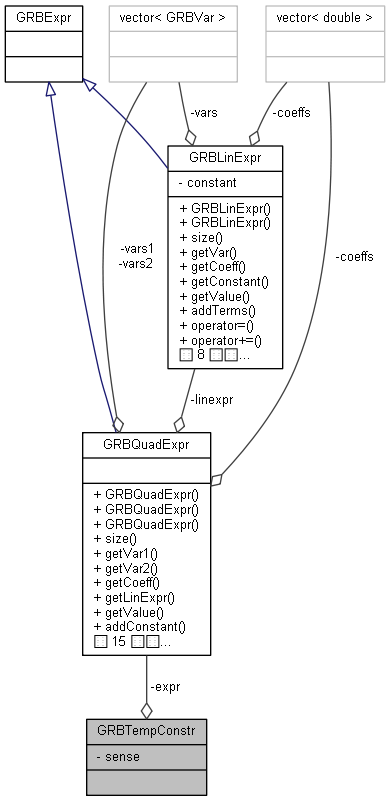 GRBExpr
vector< GRBVar >
vector< double >
-vars
-coeffs
GRBLinExpr
- constant
+ GRBLinExpr()
+ GRBLinExpr()
+ size()
+ getVar()
+ getCoeff()
+ getConstant()
+ getValue()
+ addTerms()
+ operator=()
+ operator+=()
8 ...
-vars1
-vars2
-coeffs
-linexpr
GRBQuadExpr
+ GRBQuadExpr()
+ GRBQuadExpr()
+ GRBQuadExpr()
+ size()
+ getVar1()
+ getVar2()
+ getCoeff()
+ getLinExpr()
+ getValue()
+ addConstant()
15 ...
-expr
GRBTempConstr
- sense